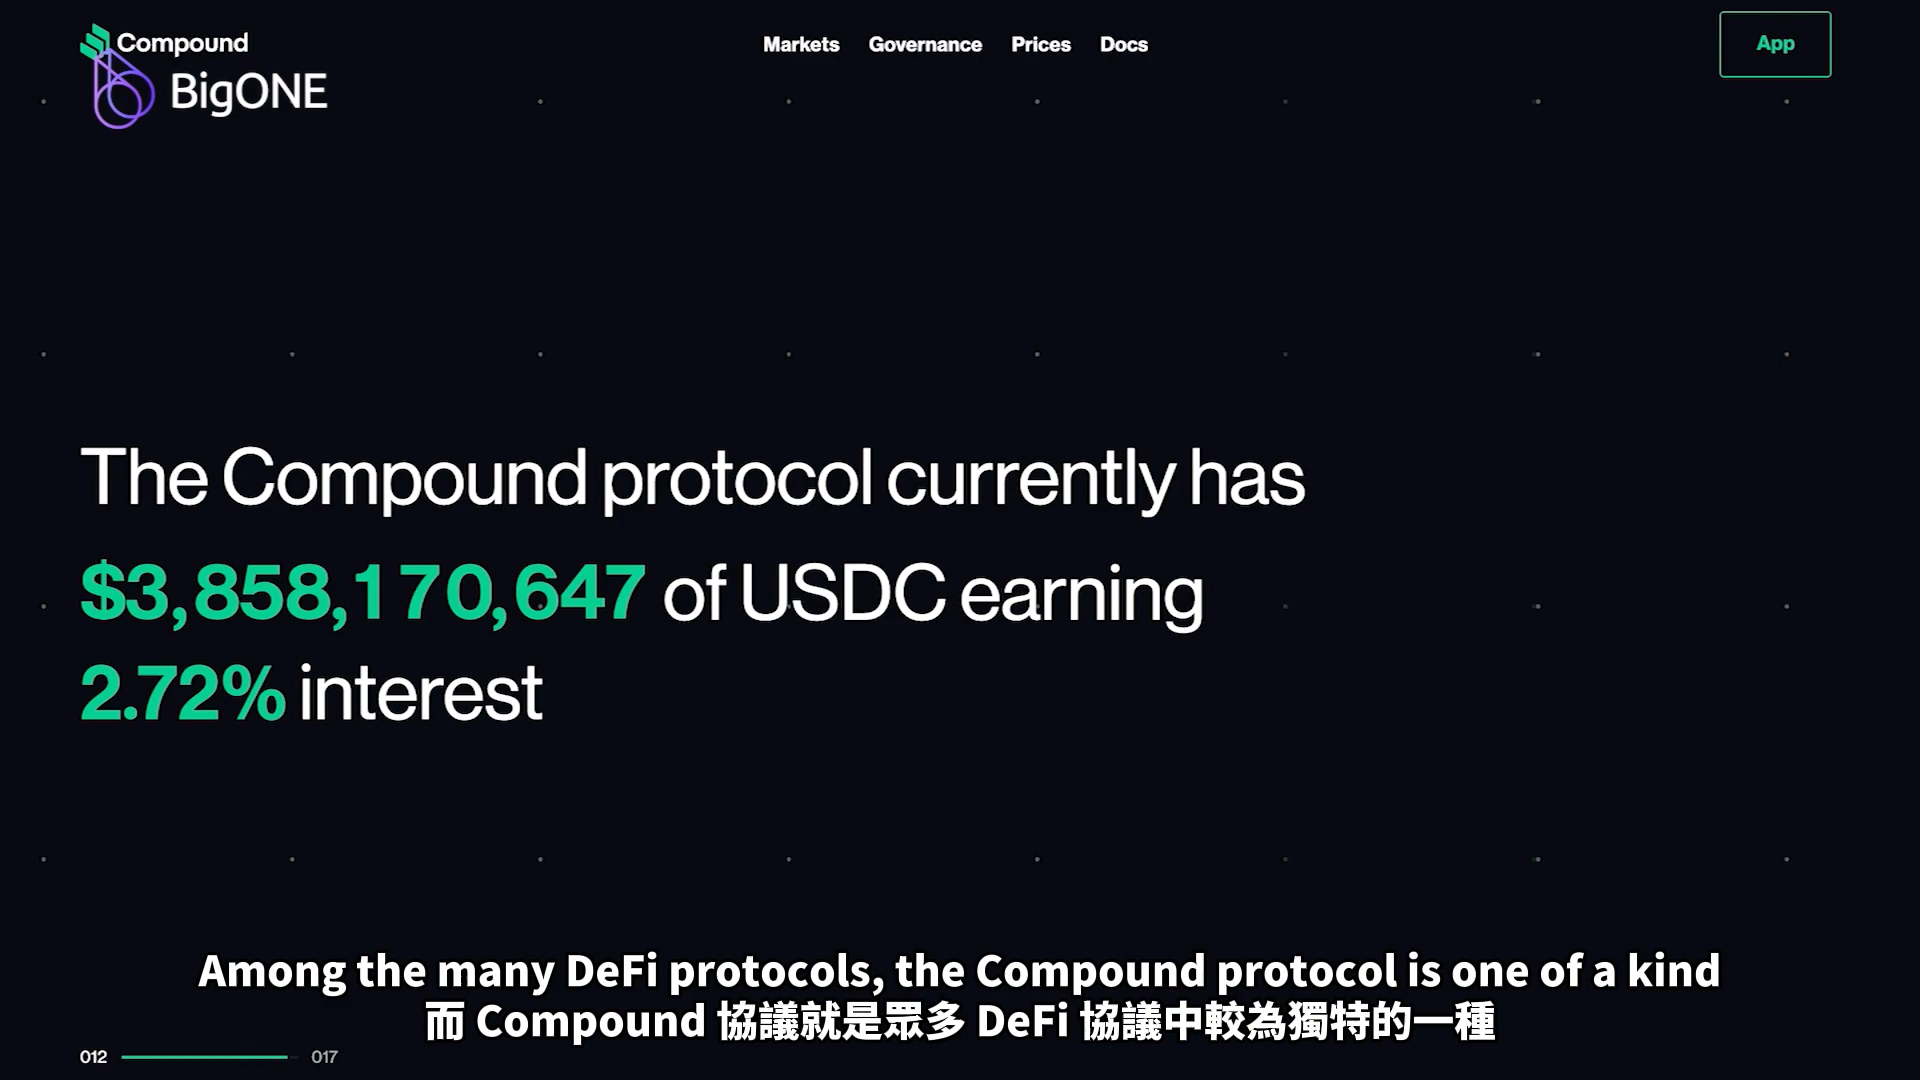 Compound
BigONE
Markets Governance Prices Docs
App
The Compound protocol currently has
$3,858,170,647 of USDC earning
2.72% interest
Among the many DeFi protocols, the Compound protocol is one of a kind
而 Compound 協議就是眾多 DeFi 協議中較為獨特的一種
012 017